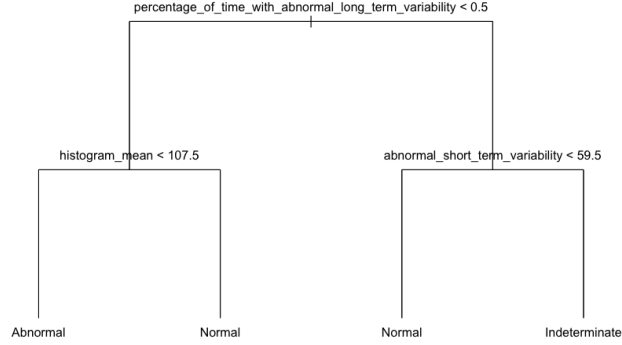 percentage_of_time_with_abnormal_long_term_variability < 0.5
histogram_mean < 107.5
abnormal_short_term_variability < 59.5
Abnormal
Normal
Normal
Indeterminate